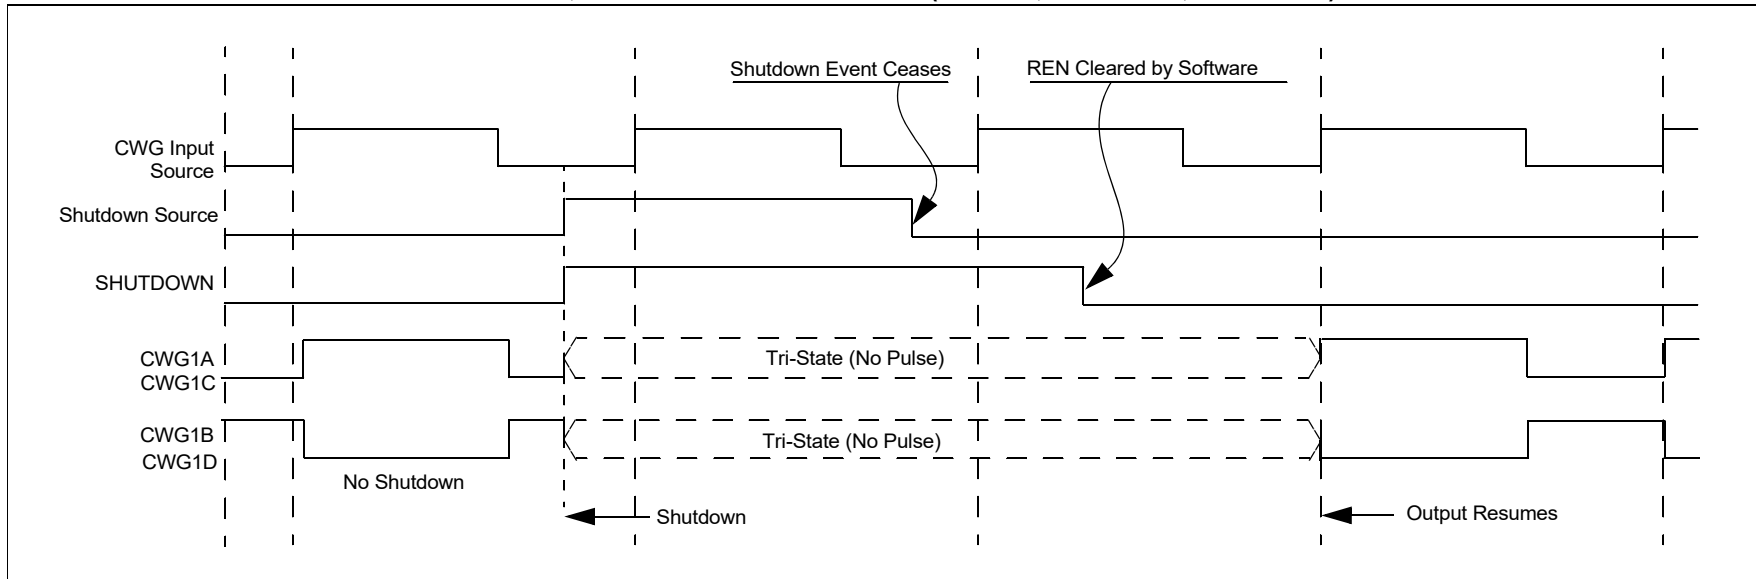 Shutdown Event Ceases
REN Cleared by Software
CWG Input
Source
Shutdown Source
SHUTDOWN
CWG1A
CWG1C
Tri-State (No Pulse)
CWG1B
CWG1D
Tri-State (No Pulse)
No Shutdown
Shutdown
Output Resumes